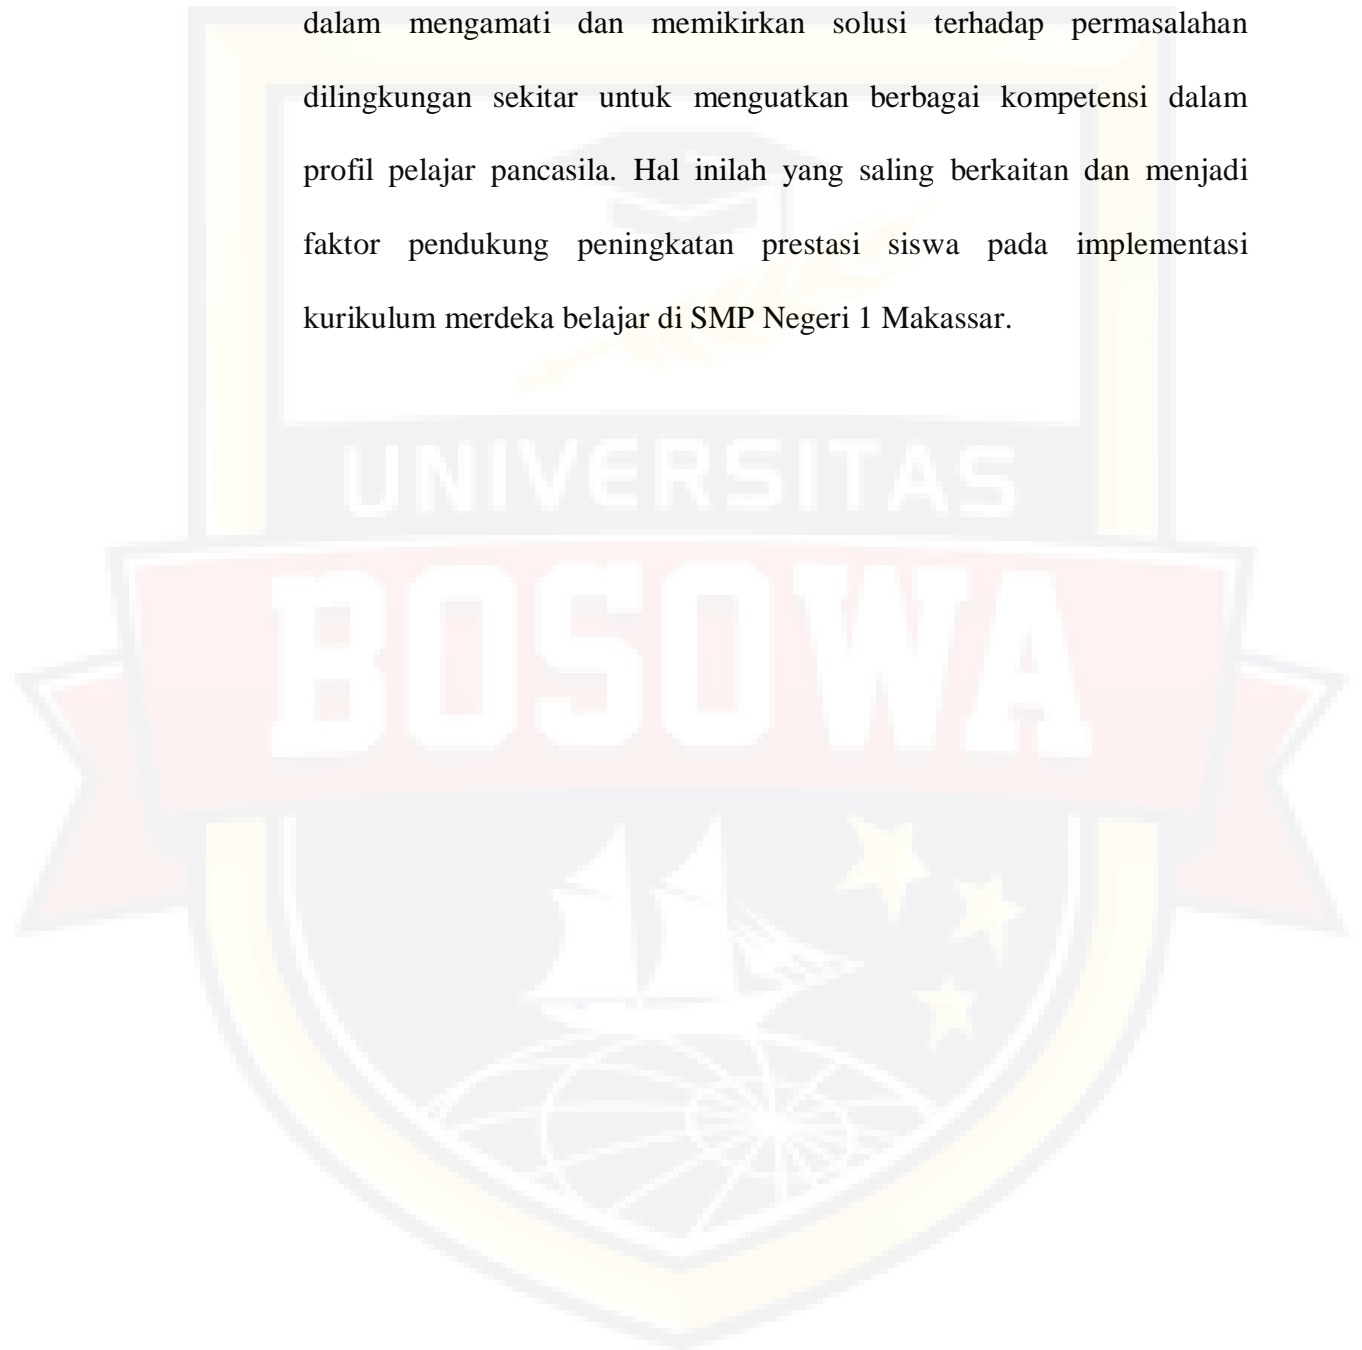 dalam mengamati dan memikirkan solusi terhadap permasalahan
dilingkungan sekitar untuk menguatkan berbagai kompetensi dalam
profil pelajar pancasila. Hal inilah yang saling berkaitan dan menjadi
faktor pendukung peningkatan prestasi siswa pada implementasi
kurikulum merdeka belajar di SMP Negeri 1 Makassar.
UNIVERSITAS
BOSOWA